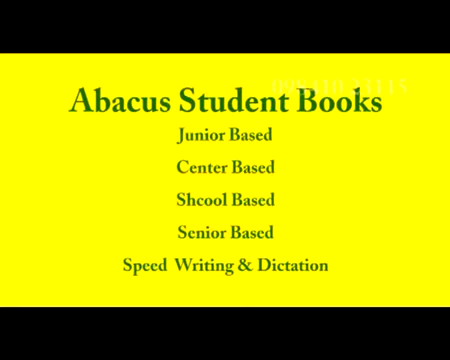 Abacus Student Books
Junior Based
Center Based
Shcool Based
Senior Based
Speed Writing & Dictation